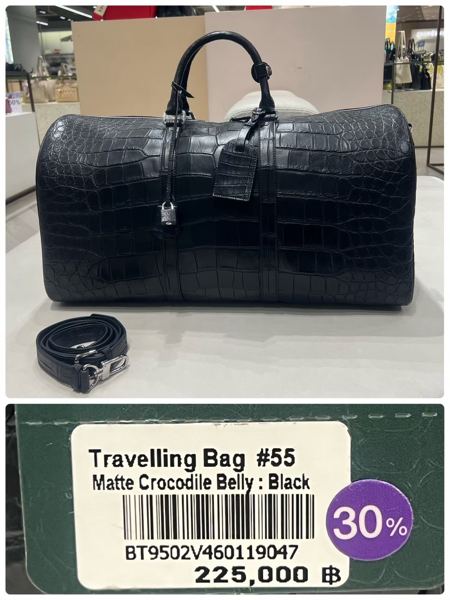 Travelling Bag #55
Matte Crocodile Belly : Black
30%
BT9502V460119047
225,000 ฿